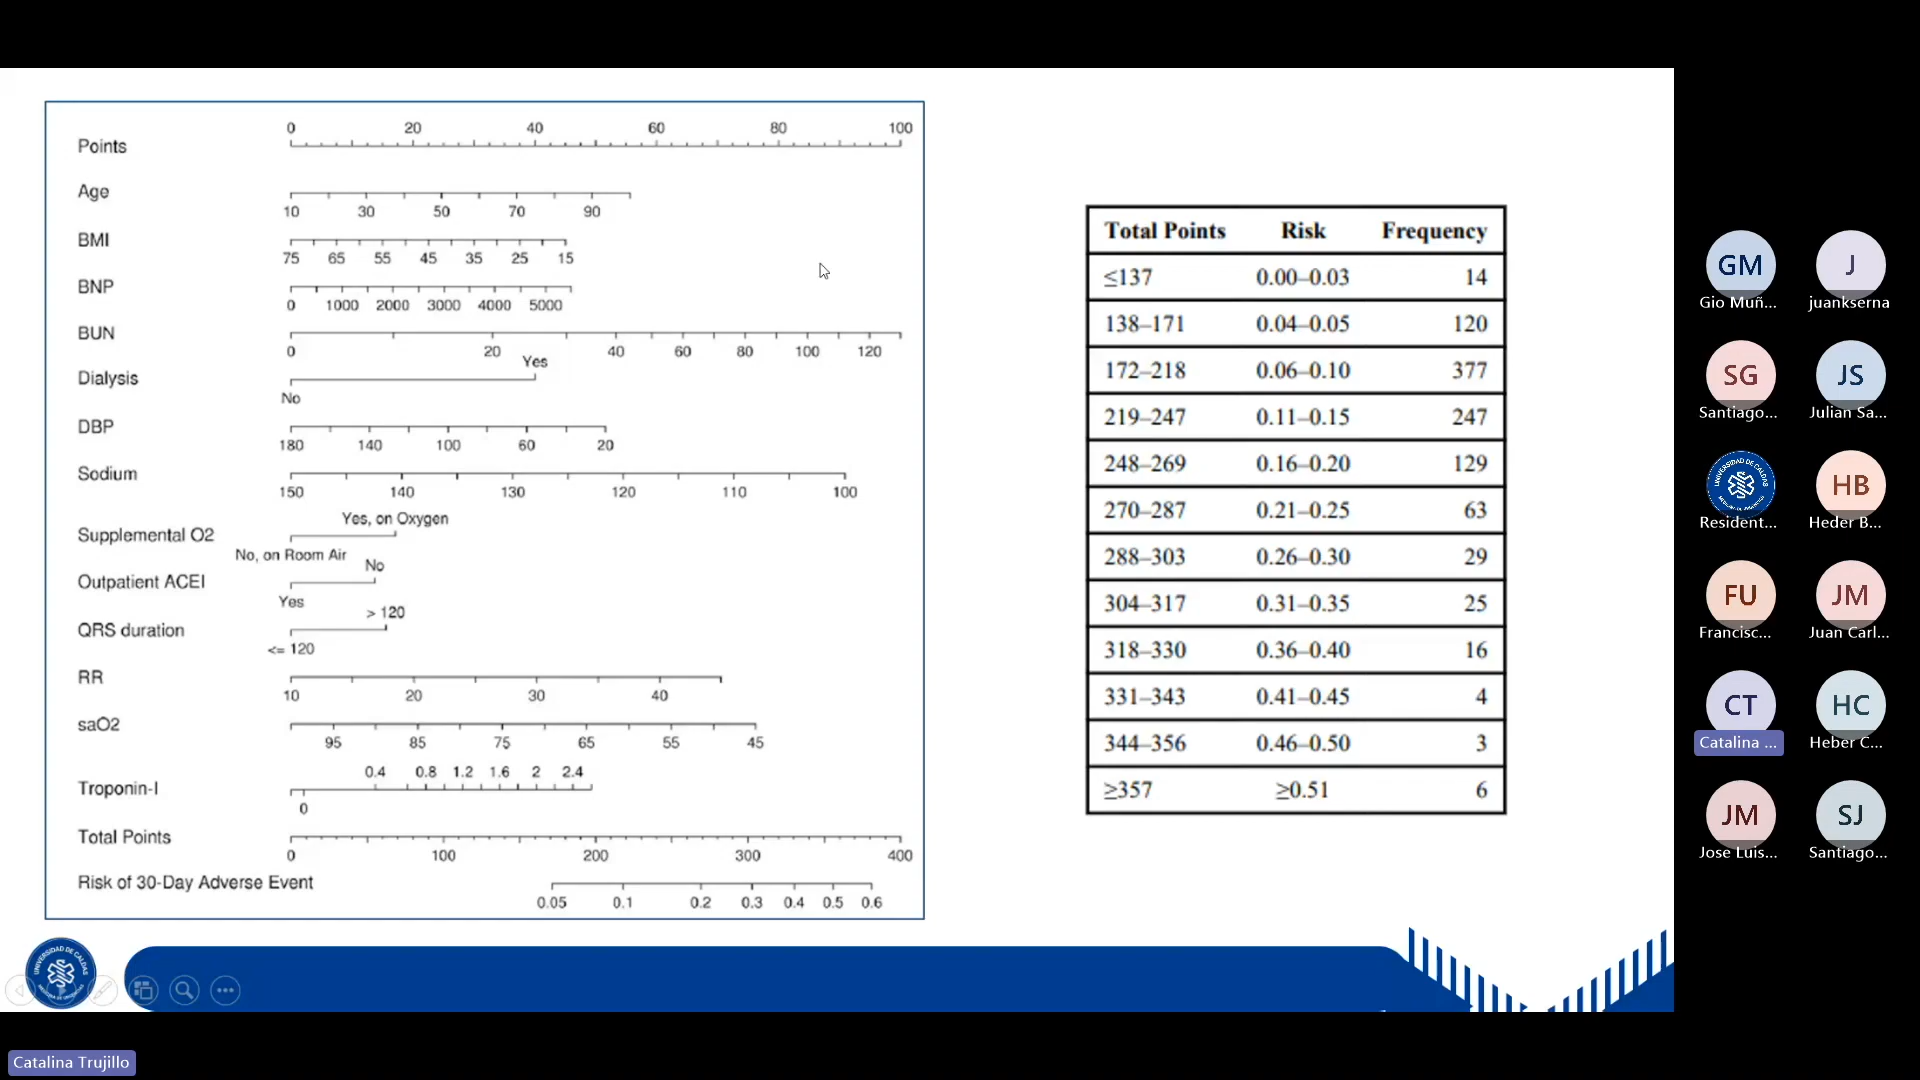 0 20 40 60 80 100
Points
Age
10 30 50 70 90
BMI
75 65 55 45 35 25 15
BNP
0 1000 2000 3000 4000 5000
BUN
0 20 40 60 80 100 120
Yes
Dialysis
No
DBP
180 140 100 60 20
Sodium
150 140 130 120 110 100
Yes, on Oxygen
Supplemental O2
No, on Room Air
No
Outpatient ACEI
Yes
> 120
QRS duration
<= 120
RR
10 20 30 40
saO2
95 85 75 65 55 45
0.4 0.8 1.2 1.6 2 2.4
Troponin-I
0
Total Points
0 100 200 300 400
Risk of 30-Day Adverse Event
0.05 0.1 0.2 0.3 0.4 0.5 0.6
Total Points Risk Frequency
≤137 0.00–0.03 14
138–171 0.04–0.05 120
172–218 0.06–0.10 377
219–247 0.11–0.15 247
248–269 0.16–0.20 129
270–287 0.21–0.25 63
288–303 0.26–0.30 29
304–317 0.31–0.35 25
318–330 0.36–0.40 16
331–343 0.41–0.45 4
344–356 0.46–0.50 3
≥357 ≥0.51 6
UNIVERSIDAD DE CALDAS
GM J
Gio Muñ... juankserna
SG JS
Santiago... Julian Sa...
UNIVERSIDAD DE CALDAS HB
Resident... Heder B...
FU JM
Francisc... Juan Carl...
CT HC
Catalina ... Heber C...
JM SJ
Jose Luis... Santiago...
Catalina Trujillo